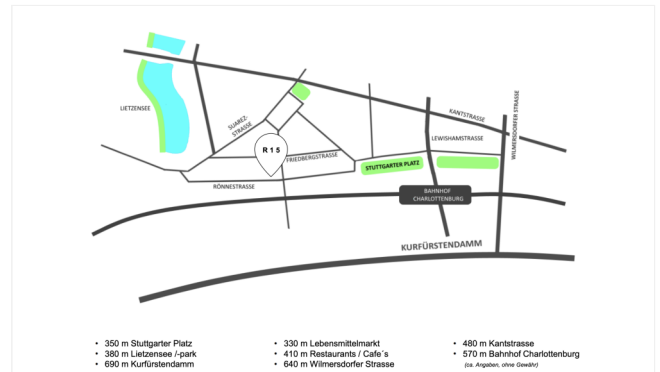 LIETZENSEE
SUAREZ-
STRASSE
KANTSTRASSE
WILMERSDORFER STRASSE
LEWISHAMSTRASSE
R 1 5
FRIEDBERGSTRASSE
STUTTGARTER PLATZ
RÖNNESTRASSE
BAHNHOF
CHARLOTTENBURG
KURFÜRSTENDAMM
• 350 m Stuttgarter Platz
• 380 m Lietzensee /-park
• 690 m Kurfürstendamm
• 330 m Lebensmittelmarkt
• 410 m Restaurants / Cafe´s
• 640 m Wilmersdorfer Strasse
• 480 m Kantstrasse
• 570 m Bahnhof Charlottenburg
(ca. Angaben, ohne Gewähr)